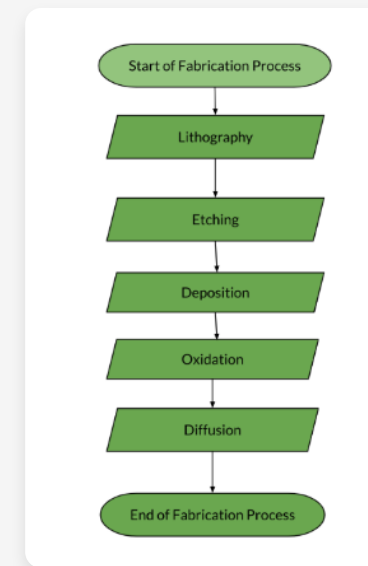 Start of Fabrication Process
Lithography
Etching
Deposition
Oxidation
Diffusion
End of Fabrication Process